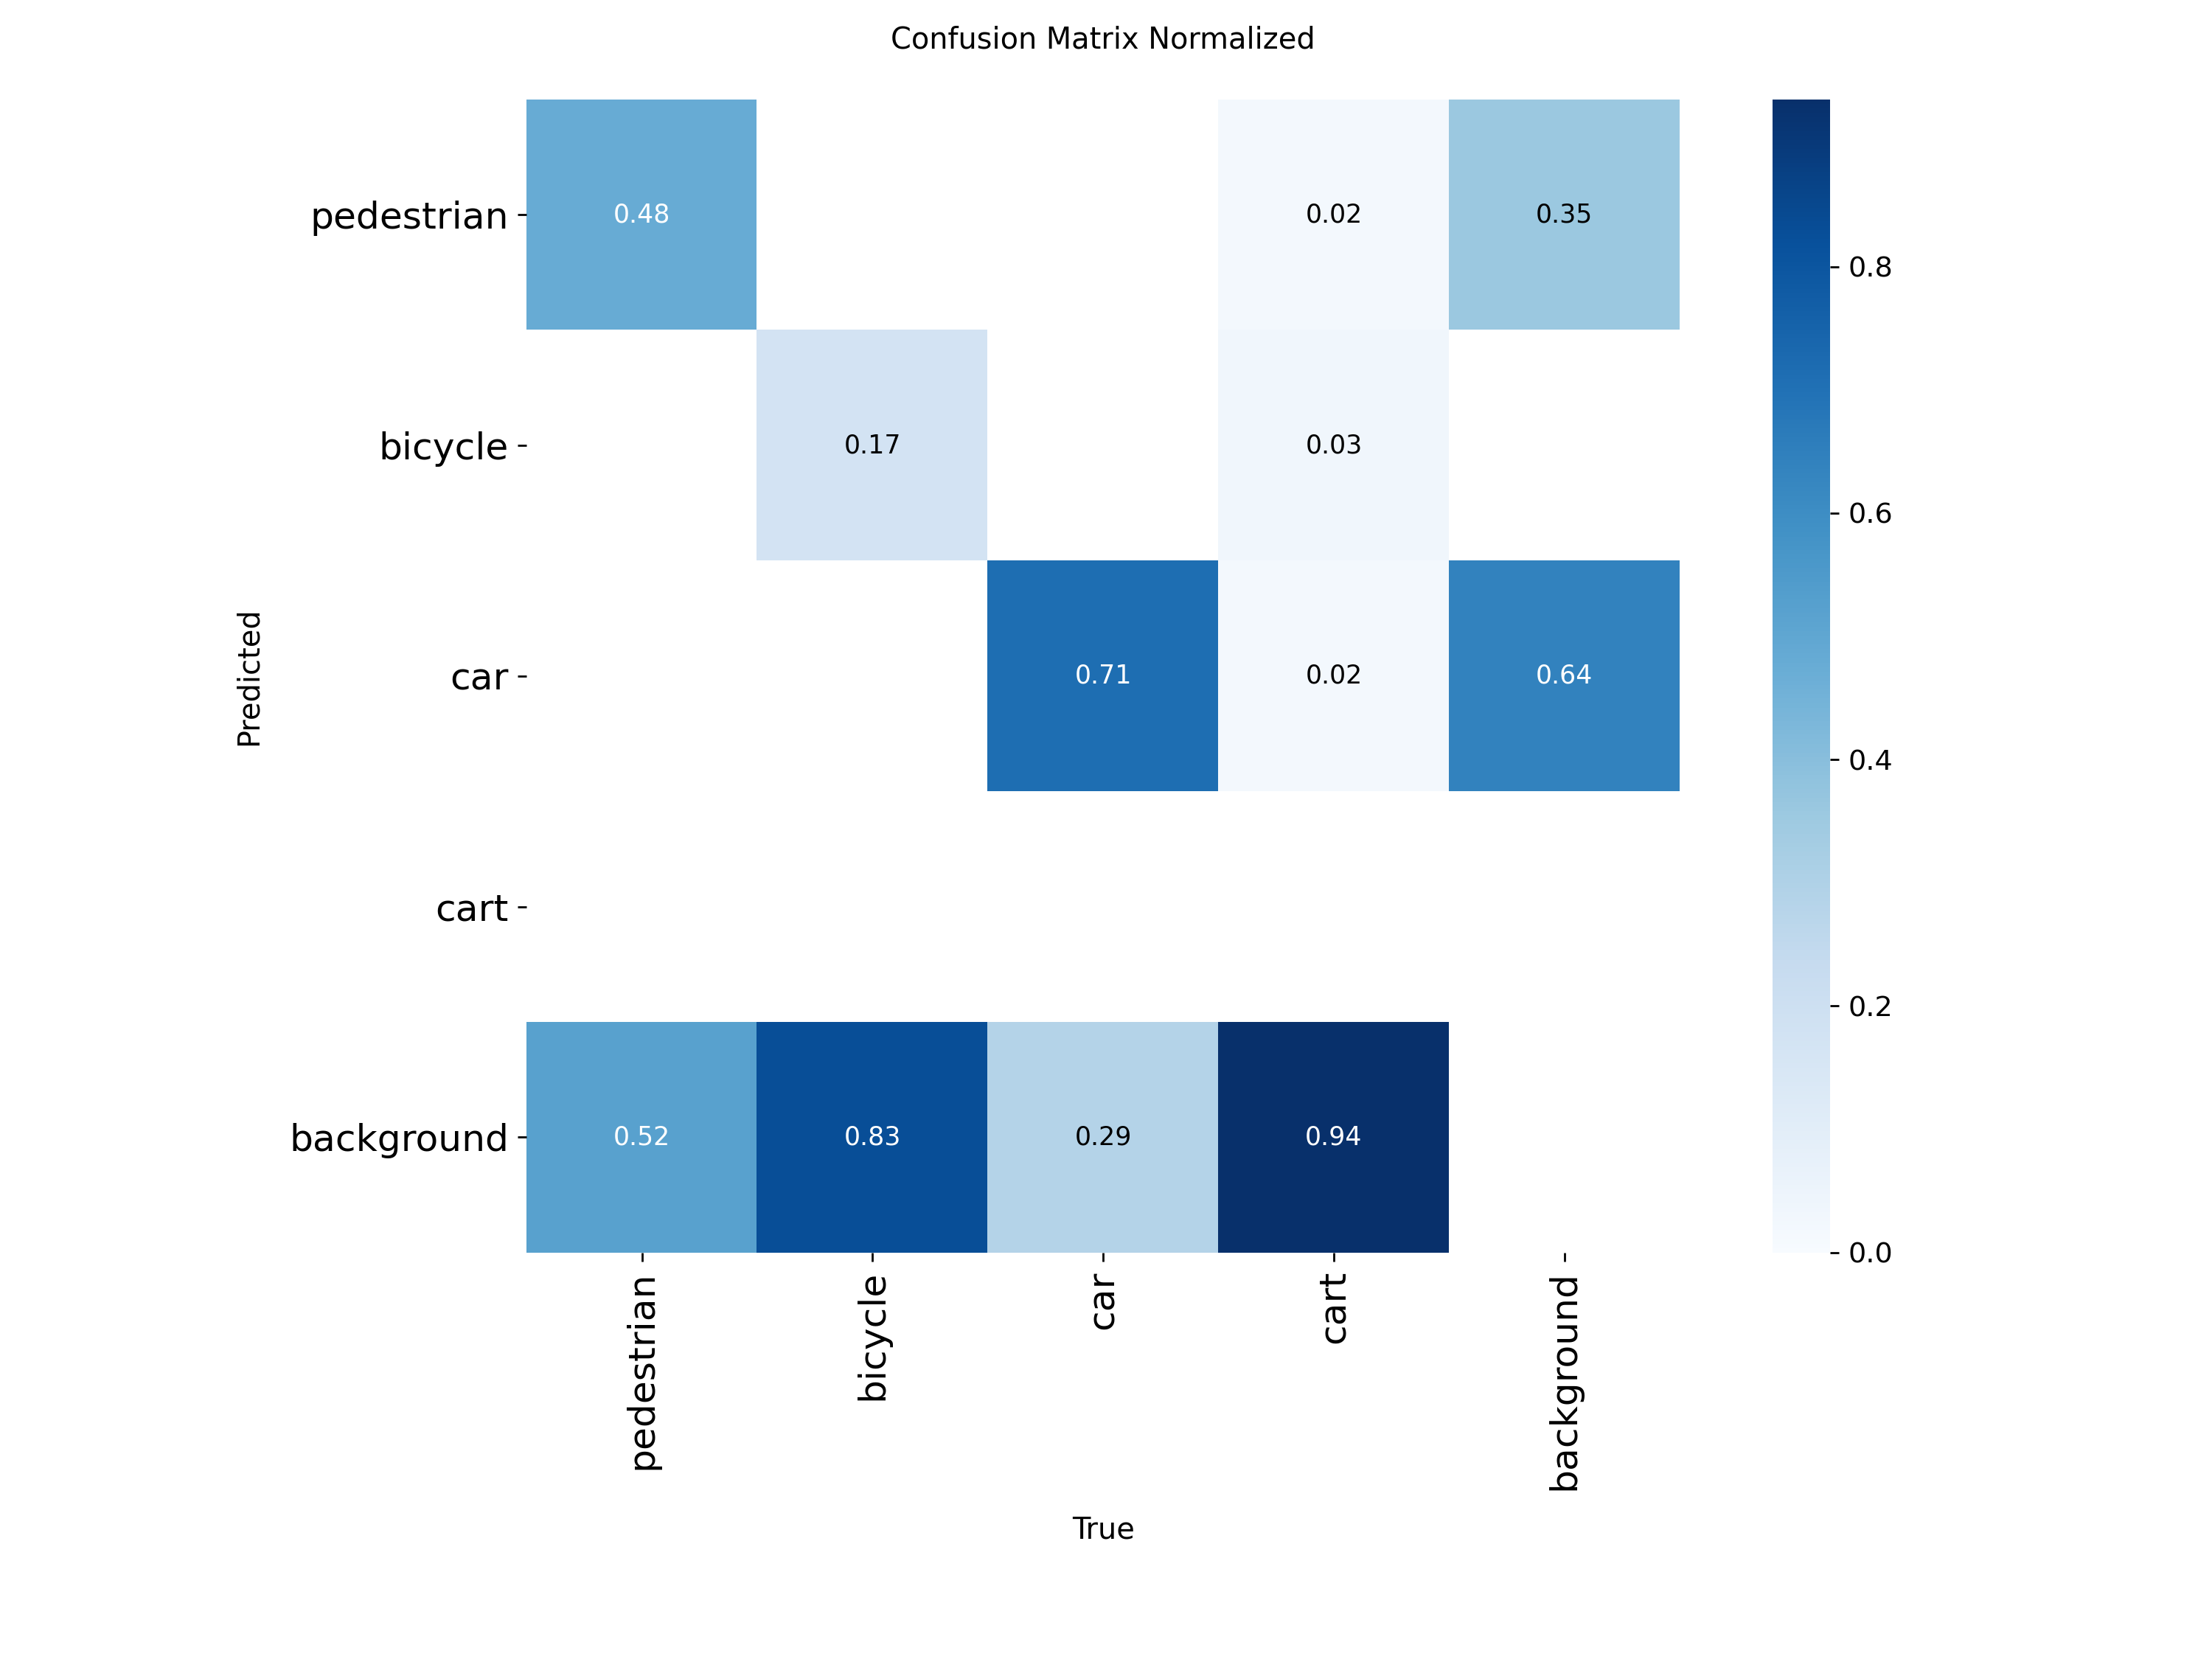 Confusion Matrix Normalized
pedestrian 0.48 0.02 0.35
0.8
bicycle 0.17 0.03
0.6
Predicted
car 0.71 0.02 0.64
0.4
cart
0.2
background 0.52 0.83 0.29 0.94
0.0
pedestrian
bicycle
car
cart
background
True